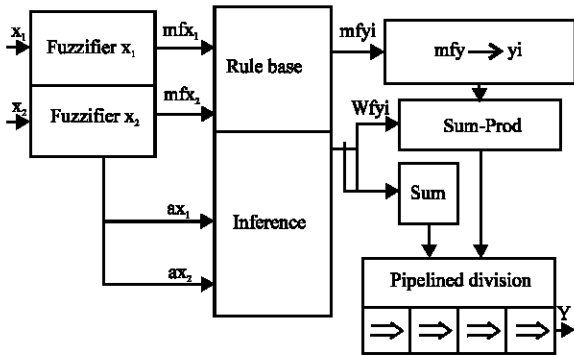 x1
Fuzzifier x1
mfx1
x2
Fuzzifier x2
mfx2
Rule base
mfyi
mfy → yi
Wfyi
Sum-Prod
ax1
Inference
Sum
ax2
Pipelined division
Y